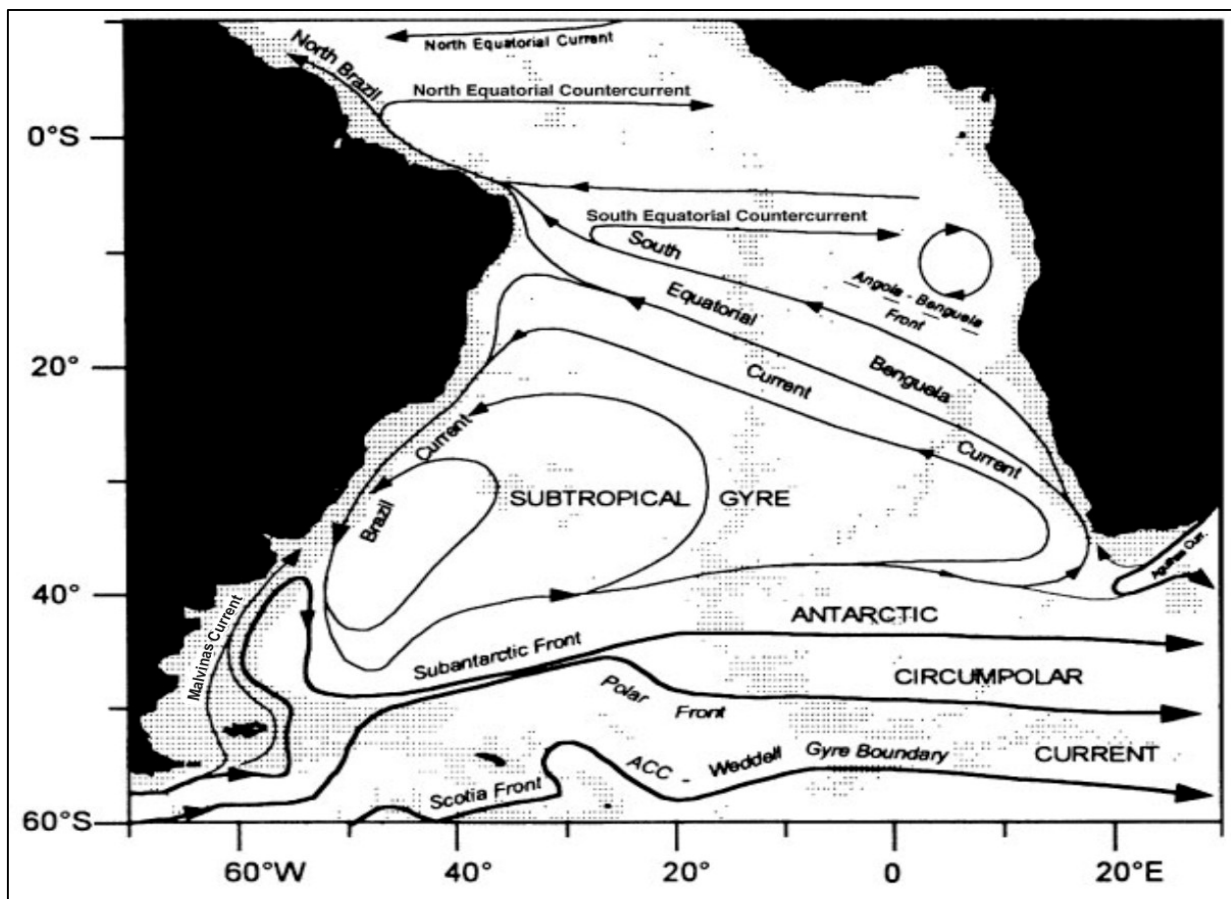 North Equatorial Current
North Brazil
North Equatorial Countercurrent
0°S
South Equatorial Countercurrent
South
Equatorial
Current
Angola - Benguela
Front
Benguela
Current
20°
Current
Brazil
SUBTROPICAL GYRE
Agulhas Curr.
40°
Malvinas Current
ANTARCTIC
Subantarctic Front
CIRCUMPOLAR
Polar
Front
CURRENT
ACC - Weddell Gyre Boundary
Scotia Front
60°S
60°W 40° 20° 0 20°E